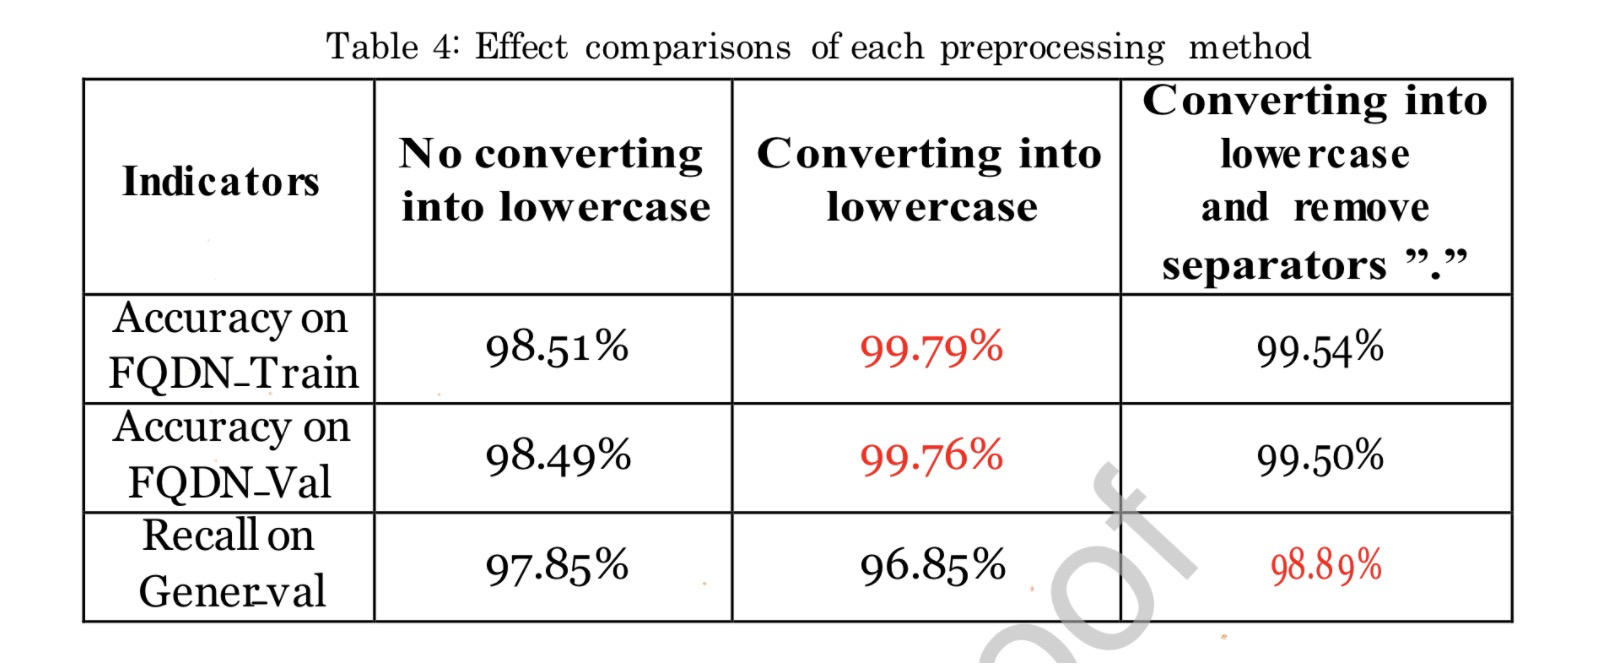 Table 4: Effect comparisons of each preprocessing method
Indicators
No converting
into lowercase
Converting into
lowercase
Converting into
lowercase
and remove
separators ”.”
Accuracy on
FQDN_Train
98.51%
99.79%
99.54%
Accuracy on
FQDN_Val
98.49%
99.76%
99.50%
Recall on
Gener_val
97.85%
96.85%
98.89%
oof